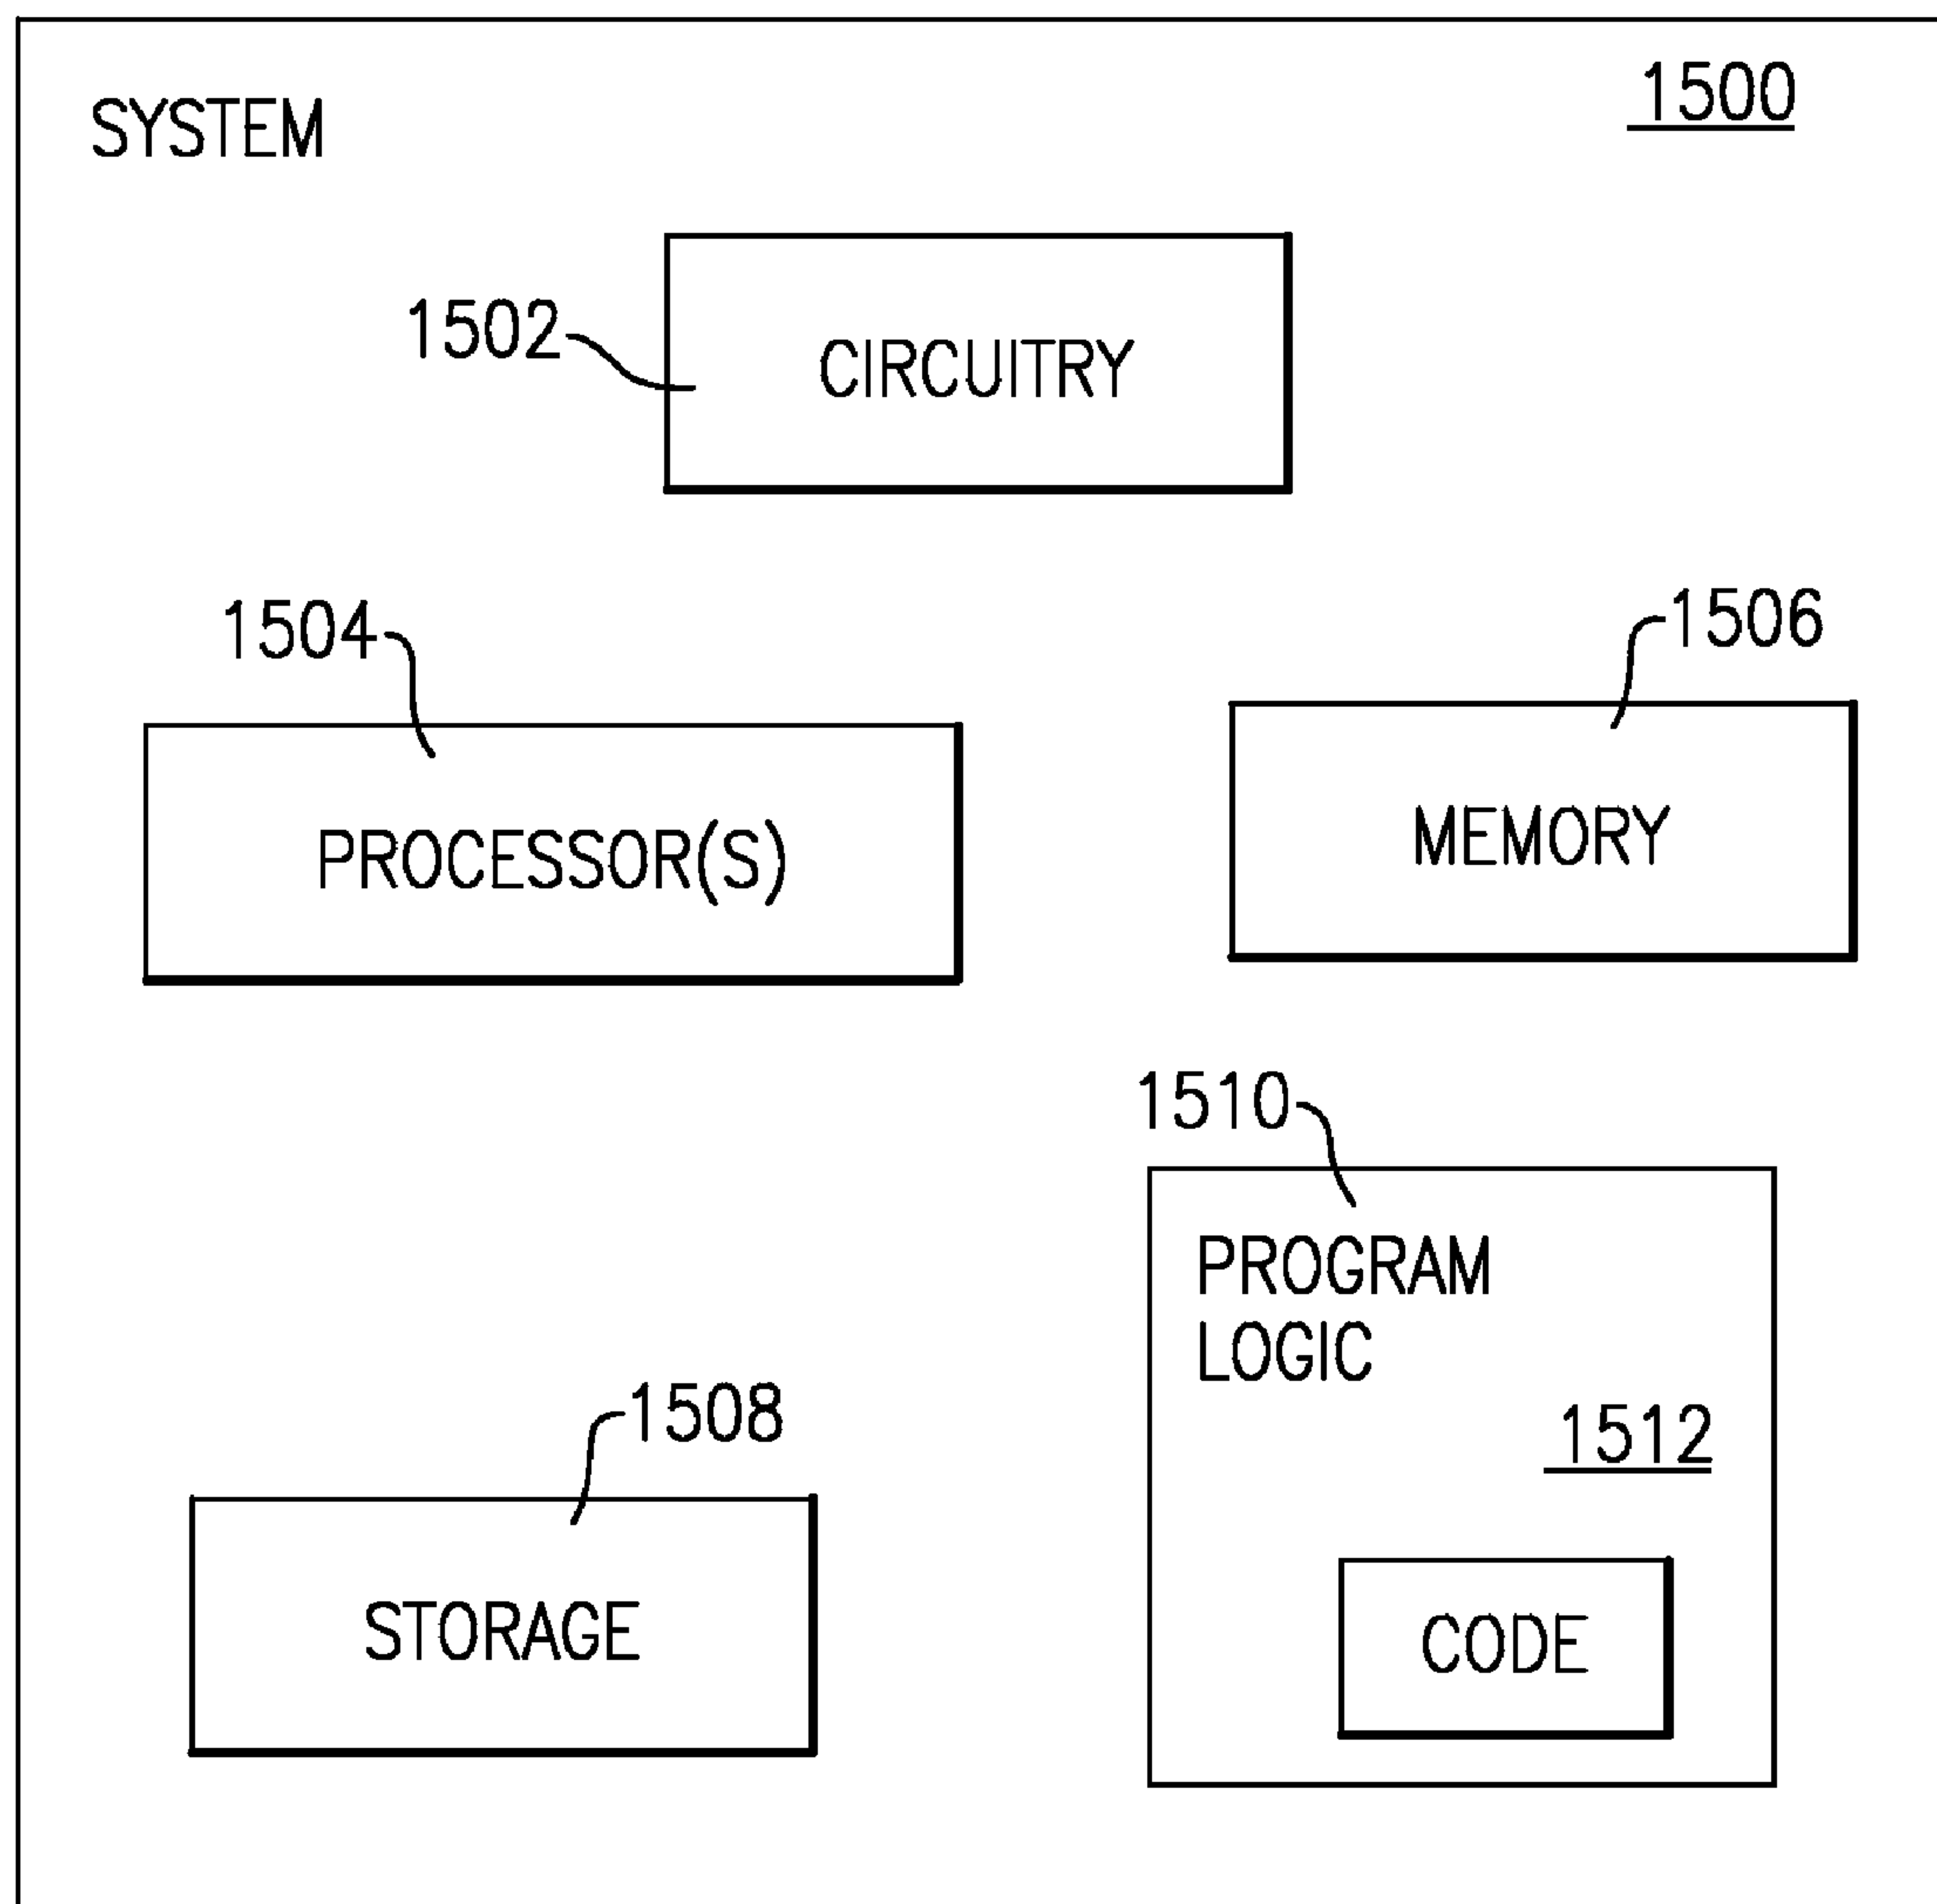 SYSTEM
1500
1502
CIRCUITRY
1504
1506
PROCESSOR(S)
MEMORY
1510
PROGRAM
LOGIC
1508
1512
STORAGE
CODE